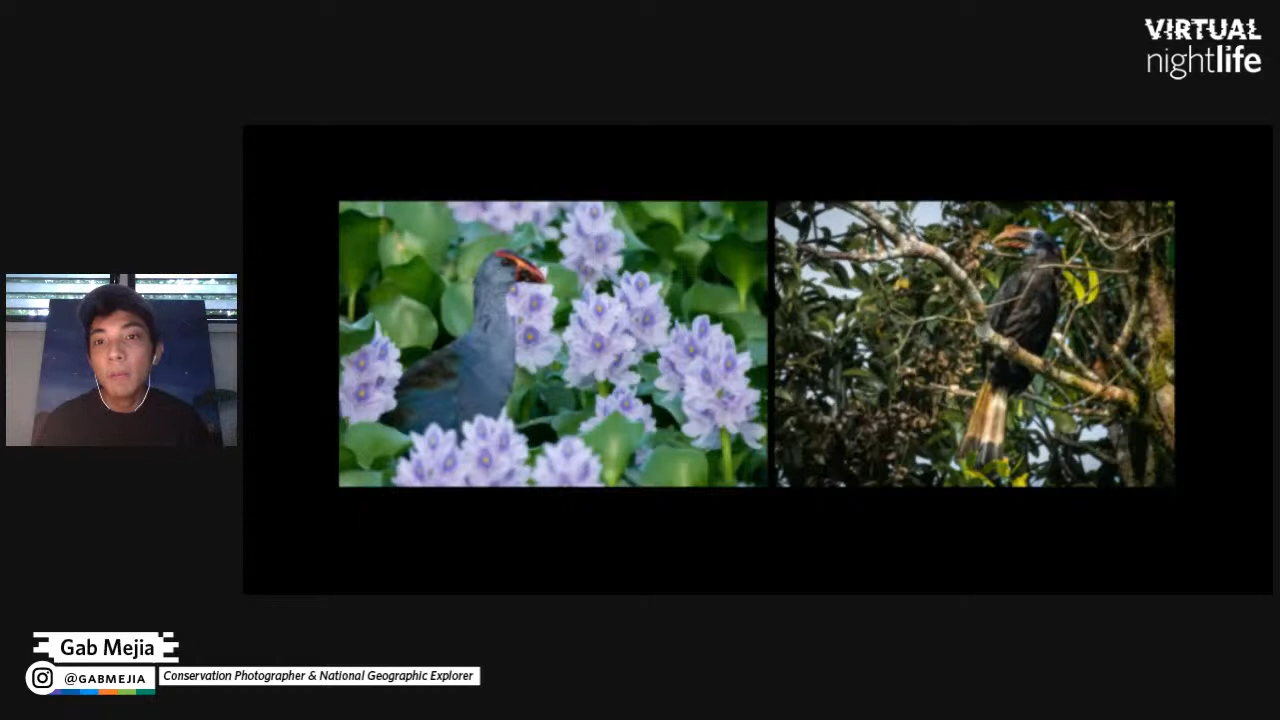 VIRTUAL
nightlife
Gab Mejia
@GABMEJIA
Conservation Photographer & National Geographic Explorer